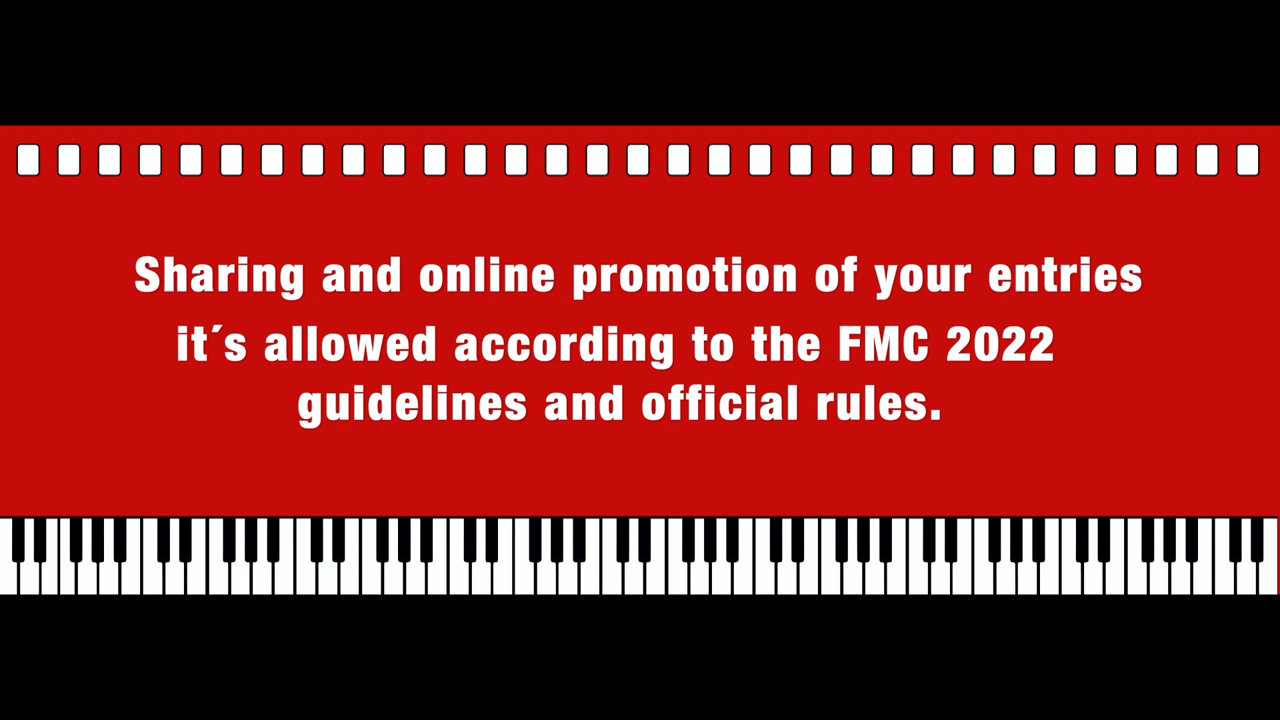 Sharing and online promotion of your entries
it´s allowed according to the FMC 2022
guidelines and official rules.